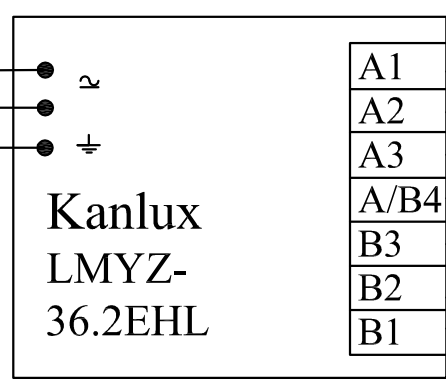 A1
A2
A3
A/B4
B3
B2
B1
Kanlux
LMYZ-
36.2EHL